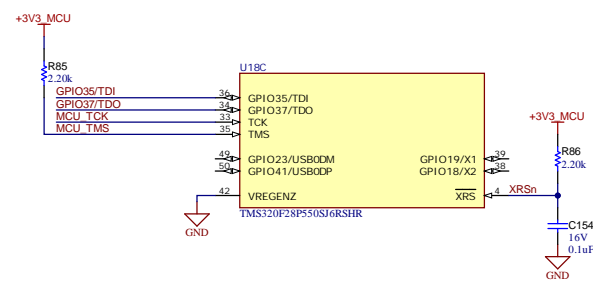 +3V3_MCU
R85
2.20k
U18C
GPIO35/TDI 36 GPIO35/TDI
GPIO37/TDO 34 GPIO37/TDO
MCU_TCK 33 TCK
MCU_TMS 35 TMS
49 GPIO23/USB0DM GPIO19/X1 39
50 GPIO41/USB0DP GPIO18/X2 38
42 VREGENZ XRS 4 XRSn
TMS320F28P550SJ6RSHR
GND
+3V3_MCU
R86
2.20k
C154
16V
0.1uF
GND